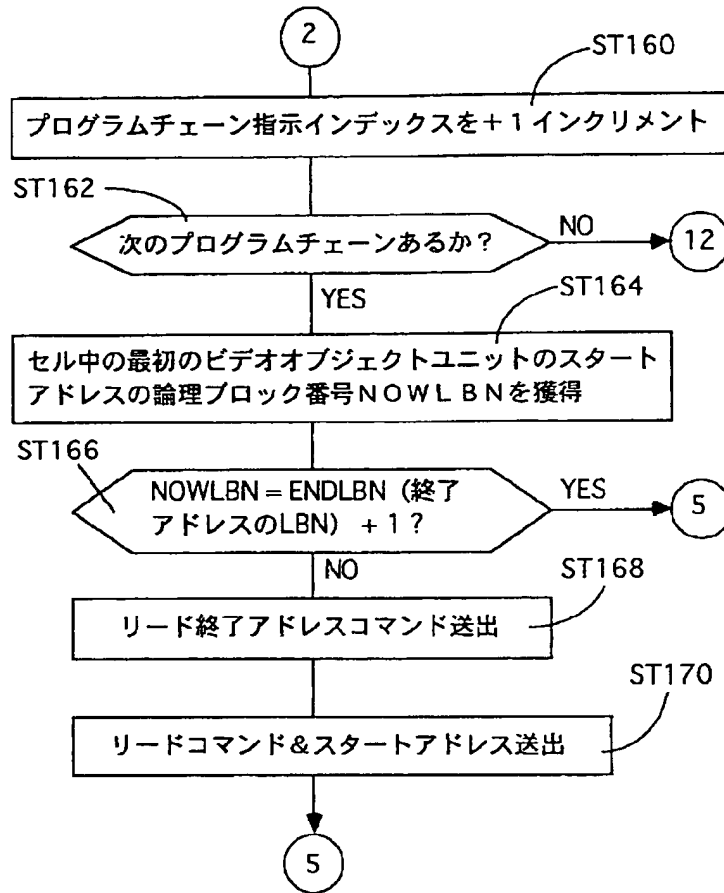 2
ST160
プログラムチェーン指示インデックスを+1インクリメント
ST162
次のプログラムチェーンあるか?
NO
12
YES
ST164
セル中の最初のビデオオブジェクトユニットのスタート
アドレスの論理ブロック番号NOWLBNを獲得
ST166
NOWLBN=ENDLBN(終了
アドレスのLBN) +1?
YES
5
NO
ST168
リード終了アドレスコマンド送出
ST170
リードコマンド&スタートアドレス送出
5